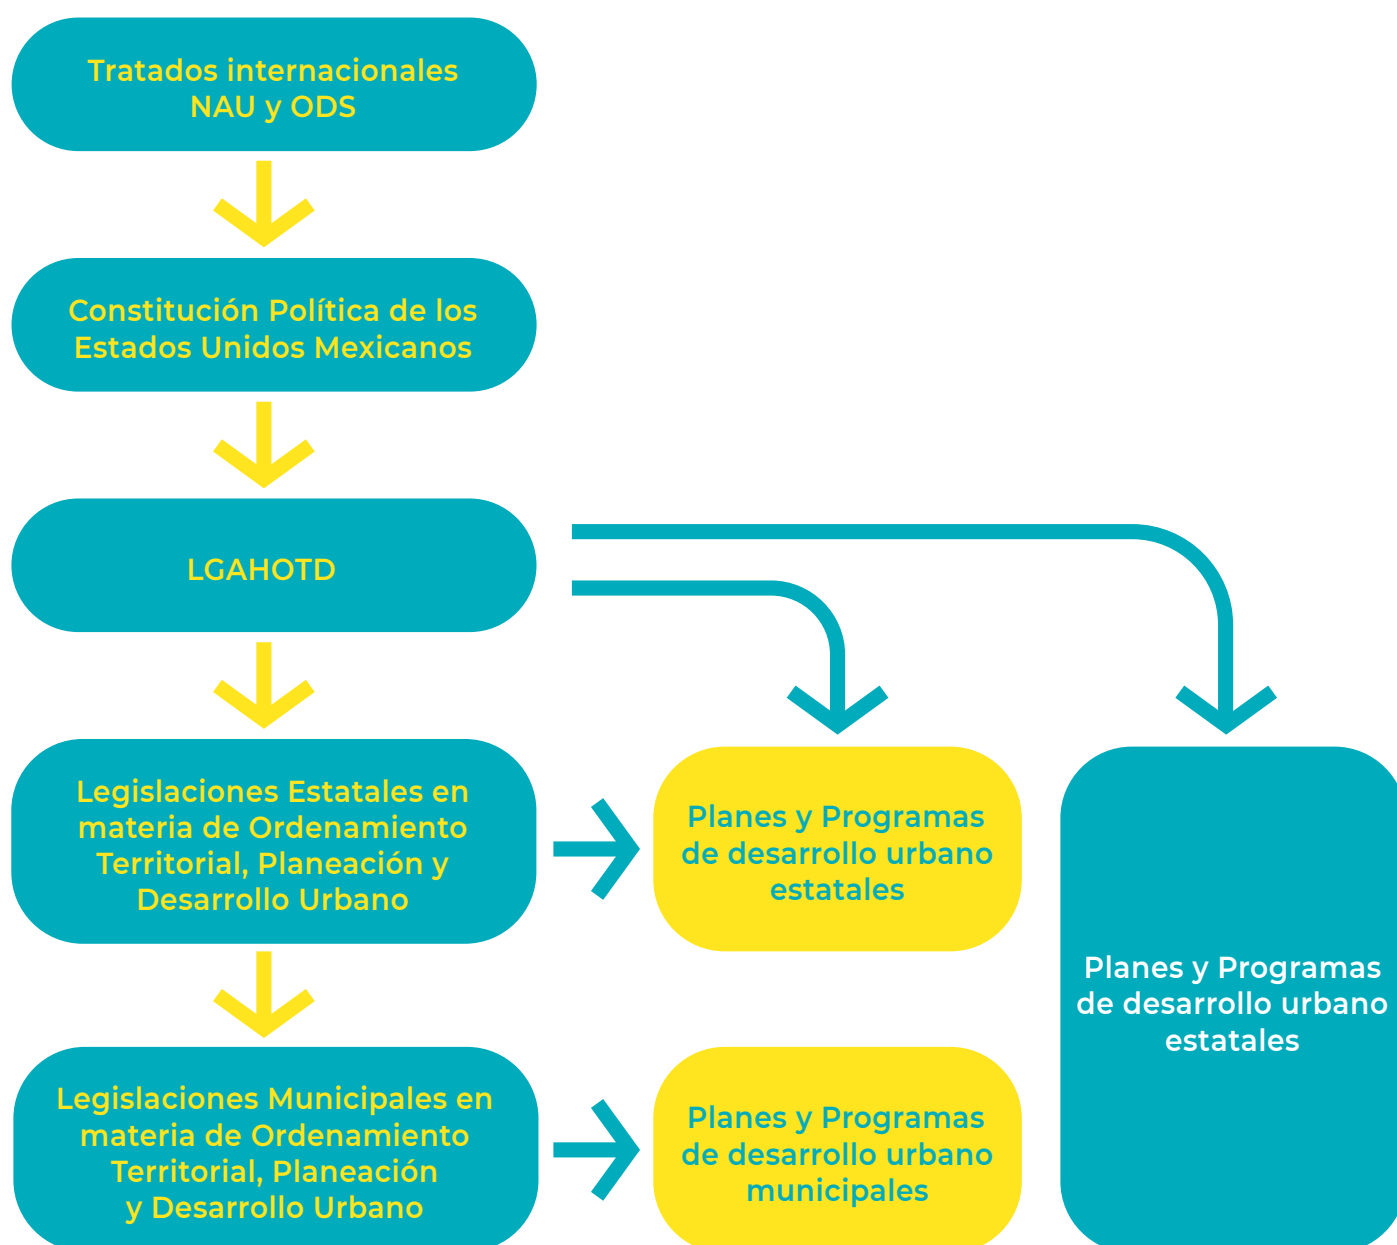 Tratados internacionales
NAU y ODS
Constitución Política de los
Estados Unidos Mexicanos
LGAHOTD
Legislaciones Estatales en
materia de Ordenamiento
Territorial, Planeación y
Desarrollo Urbano
Planes y Programas
de desarrollo urbano
estatales
Planes y Programas
de desarrollo urbano
estatales
Legislaciones Municipales en
materia de Ordenamiento
Territorial, Planeación
y Desarrollo Urbano
Planes y Programas
de desarrollo urbano
municipales